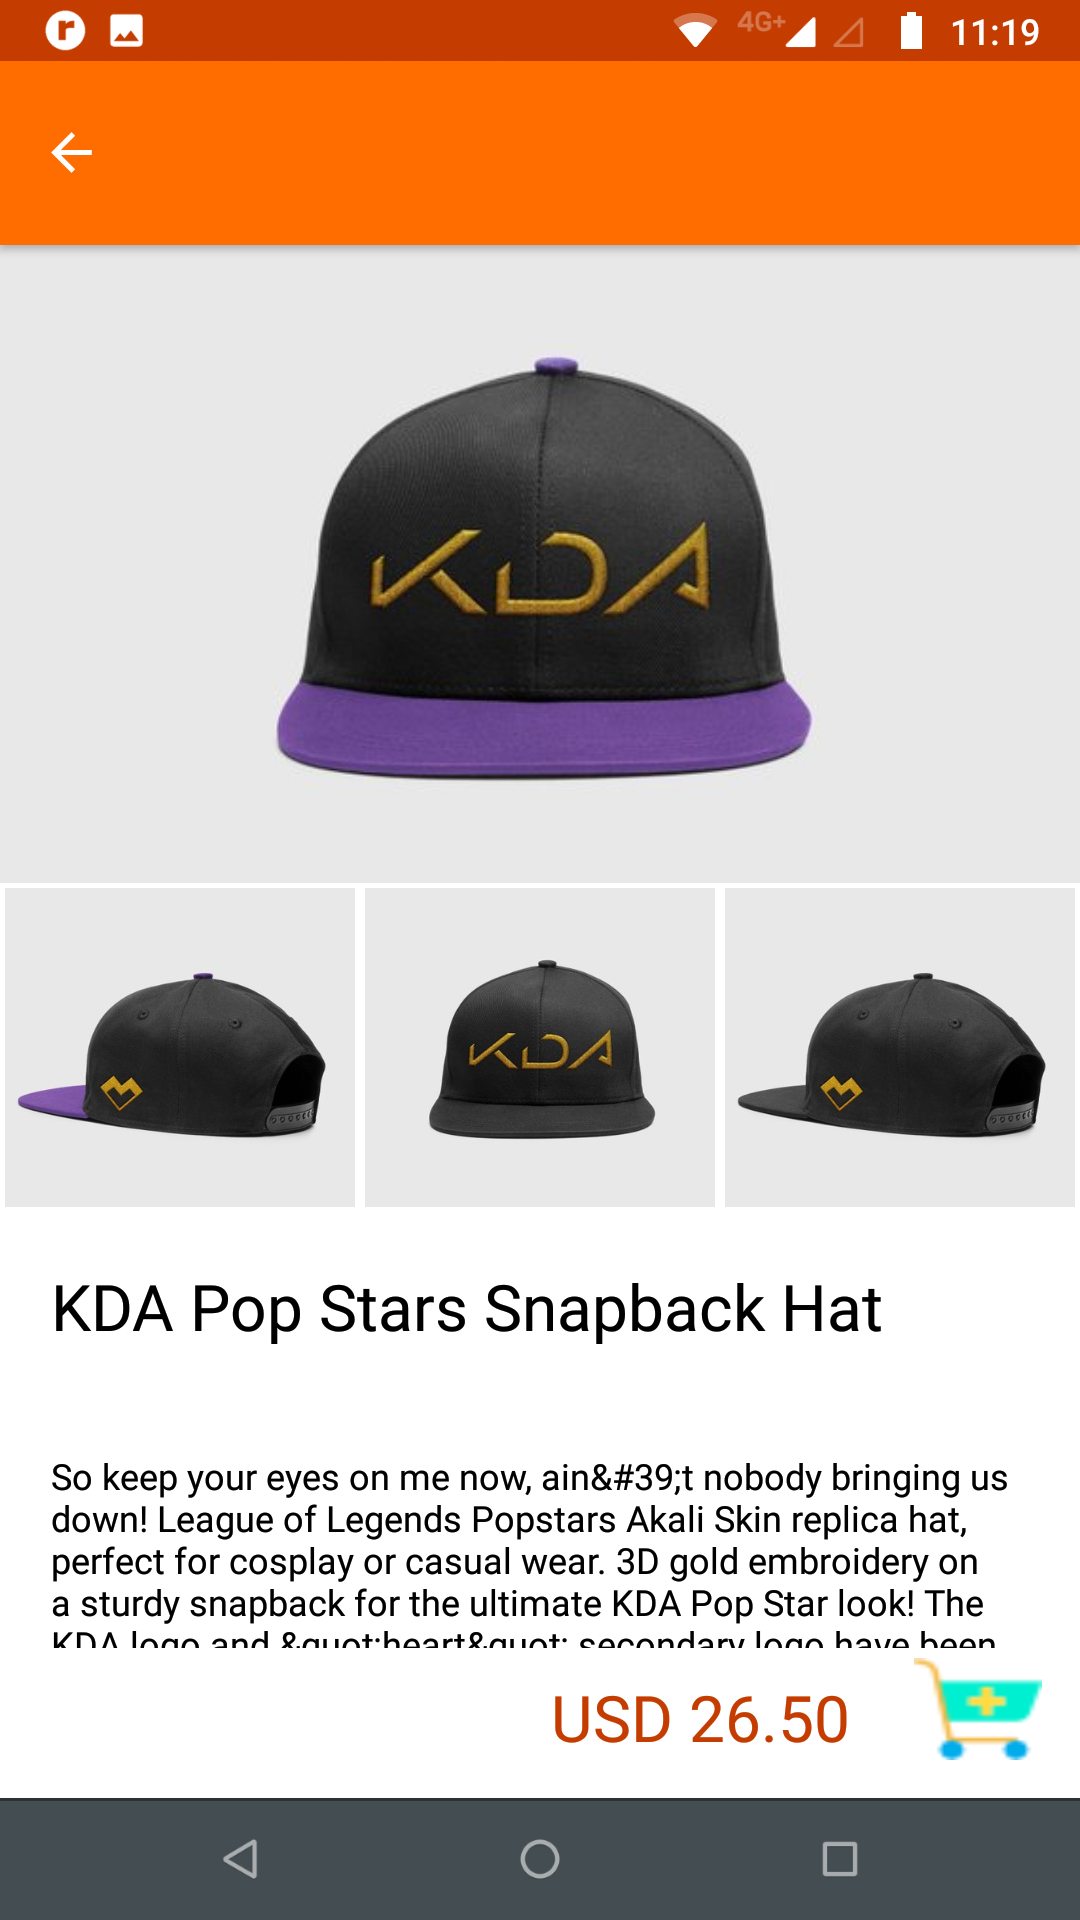 4G+ 11:19
KDA
KDA
KDA Pop Stars Snapback Hat
So keep your eyes on me now, ain&#39;t nobody bringing us
down! League of Legends Popstars Akali Skin replica hat,
perfect for cosplay or casual wear. 3D gold embroidery on
a sturdy snapback for the ultimate KDA Pop Star look! The
KDA logo and &quot;heart&quot; secondary logo have been
USD 26.50